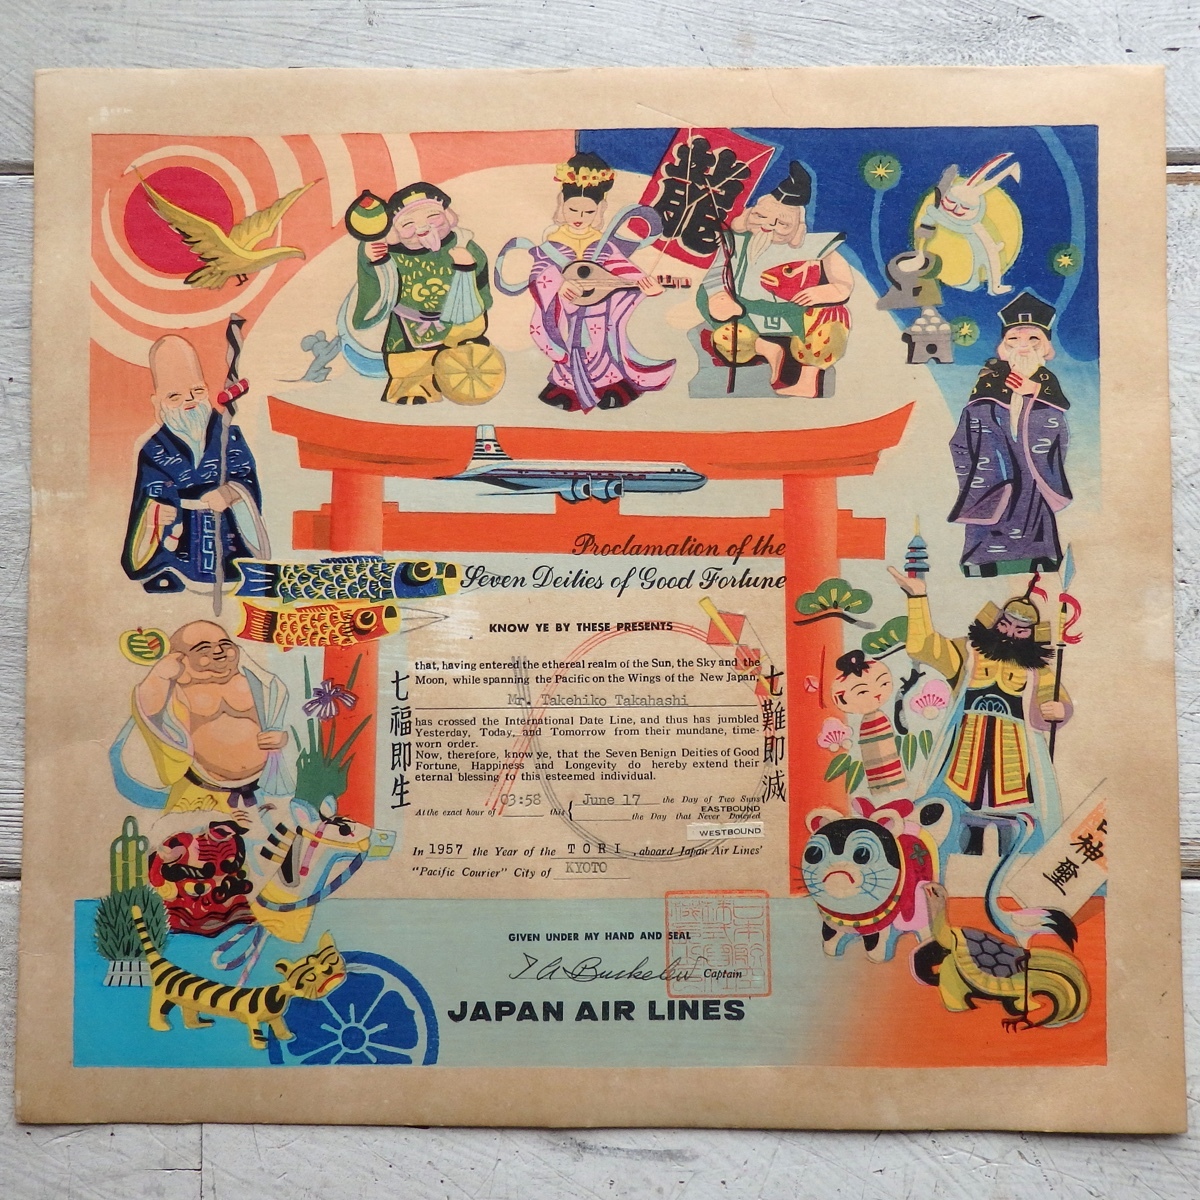 龍
Proclamation of the
Seven Deities of Good Fortune
KNOW YE BY THESE PRESENTS
that, having entered the ethereal realm of the Sun, the Sky and the
Moon, while spanning the Pacific on the Wings of the New Japan,
Mr. Takehiko Takahashi
has crossed the International Date Line, and thus has jumbled
Yesterday, Today, and Tomorrow from their mundane, time-
worn order.
Now, therefore, know ye, that the Seven Benign Deities of Good
Fortune, Happiness and Longevity do hereby extend their
eternal blessing to this esteemed individual.
七難即滅
七福即生
At the exact hour of 03:58 this { June 17 the Day of Two Suns
EASTBOUND
the Day that Never Dawned
WESTBOUND
In 1957 the Year of the TORI, aboard Japan Air Lines'
"Pacific Courier" City of KYOTO
神璽
GIVEN UNDER MY HAND AND SEAL
Captain
JAPAN AIR LINES